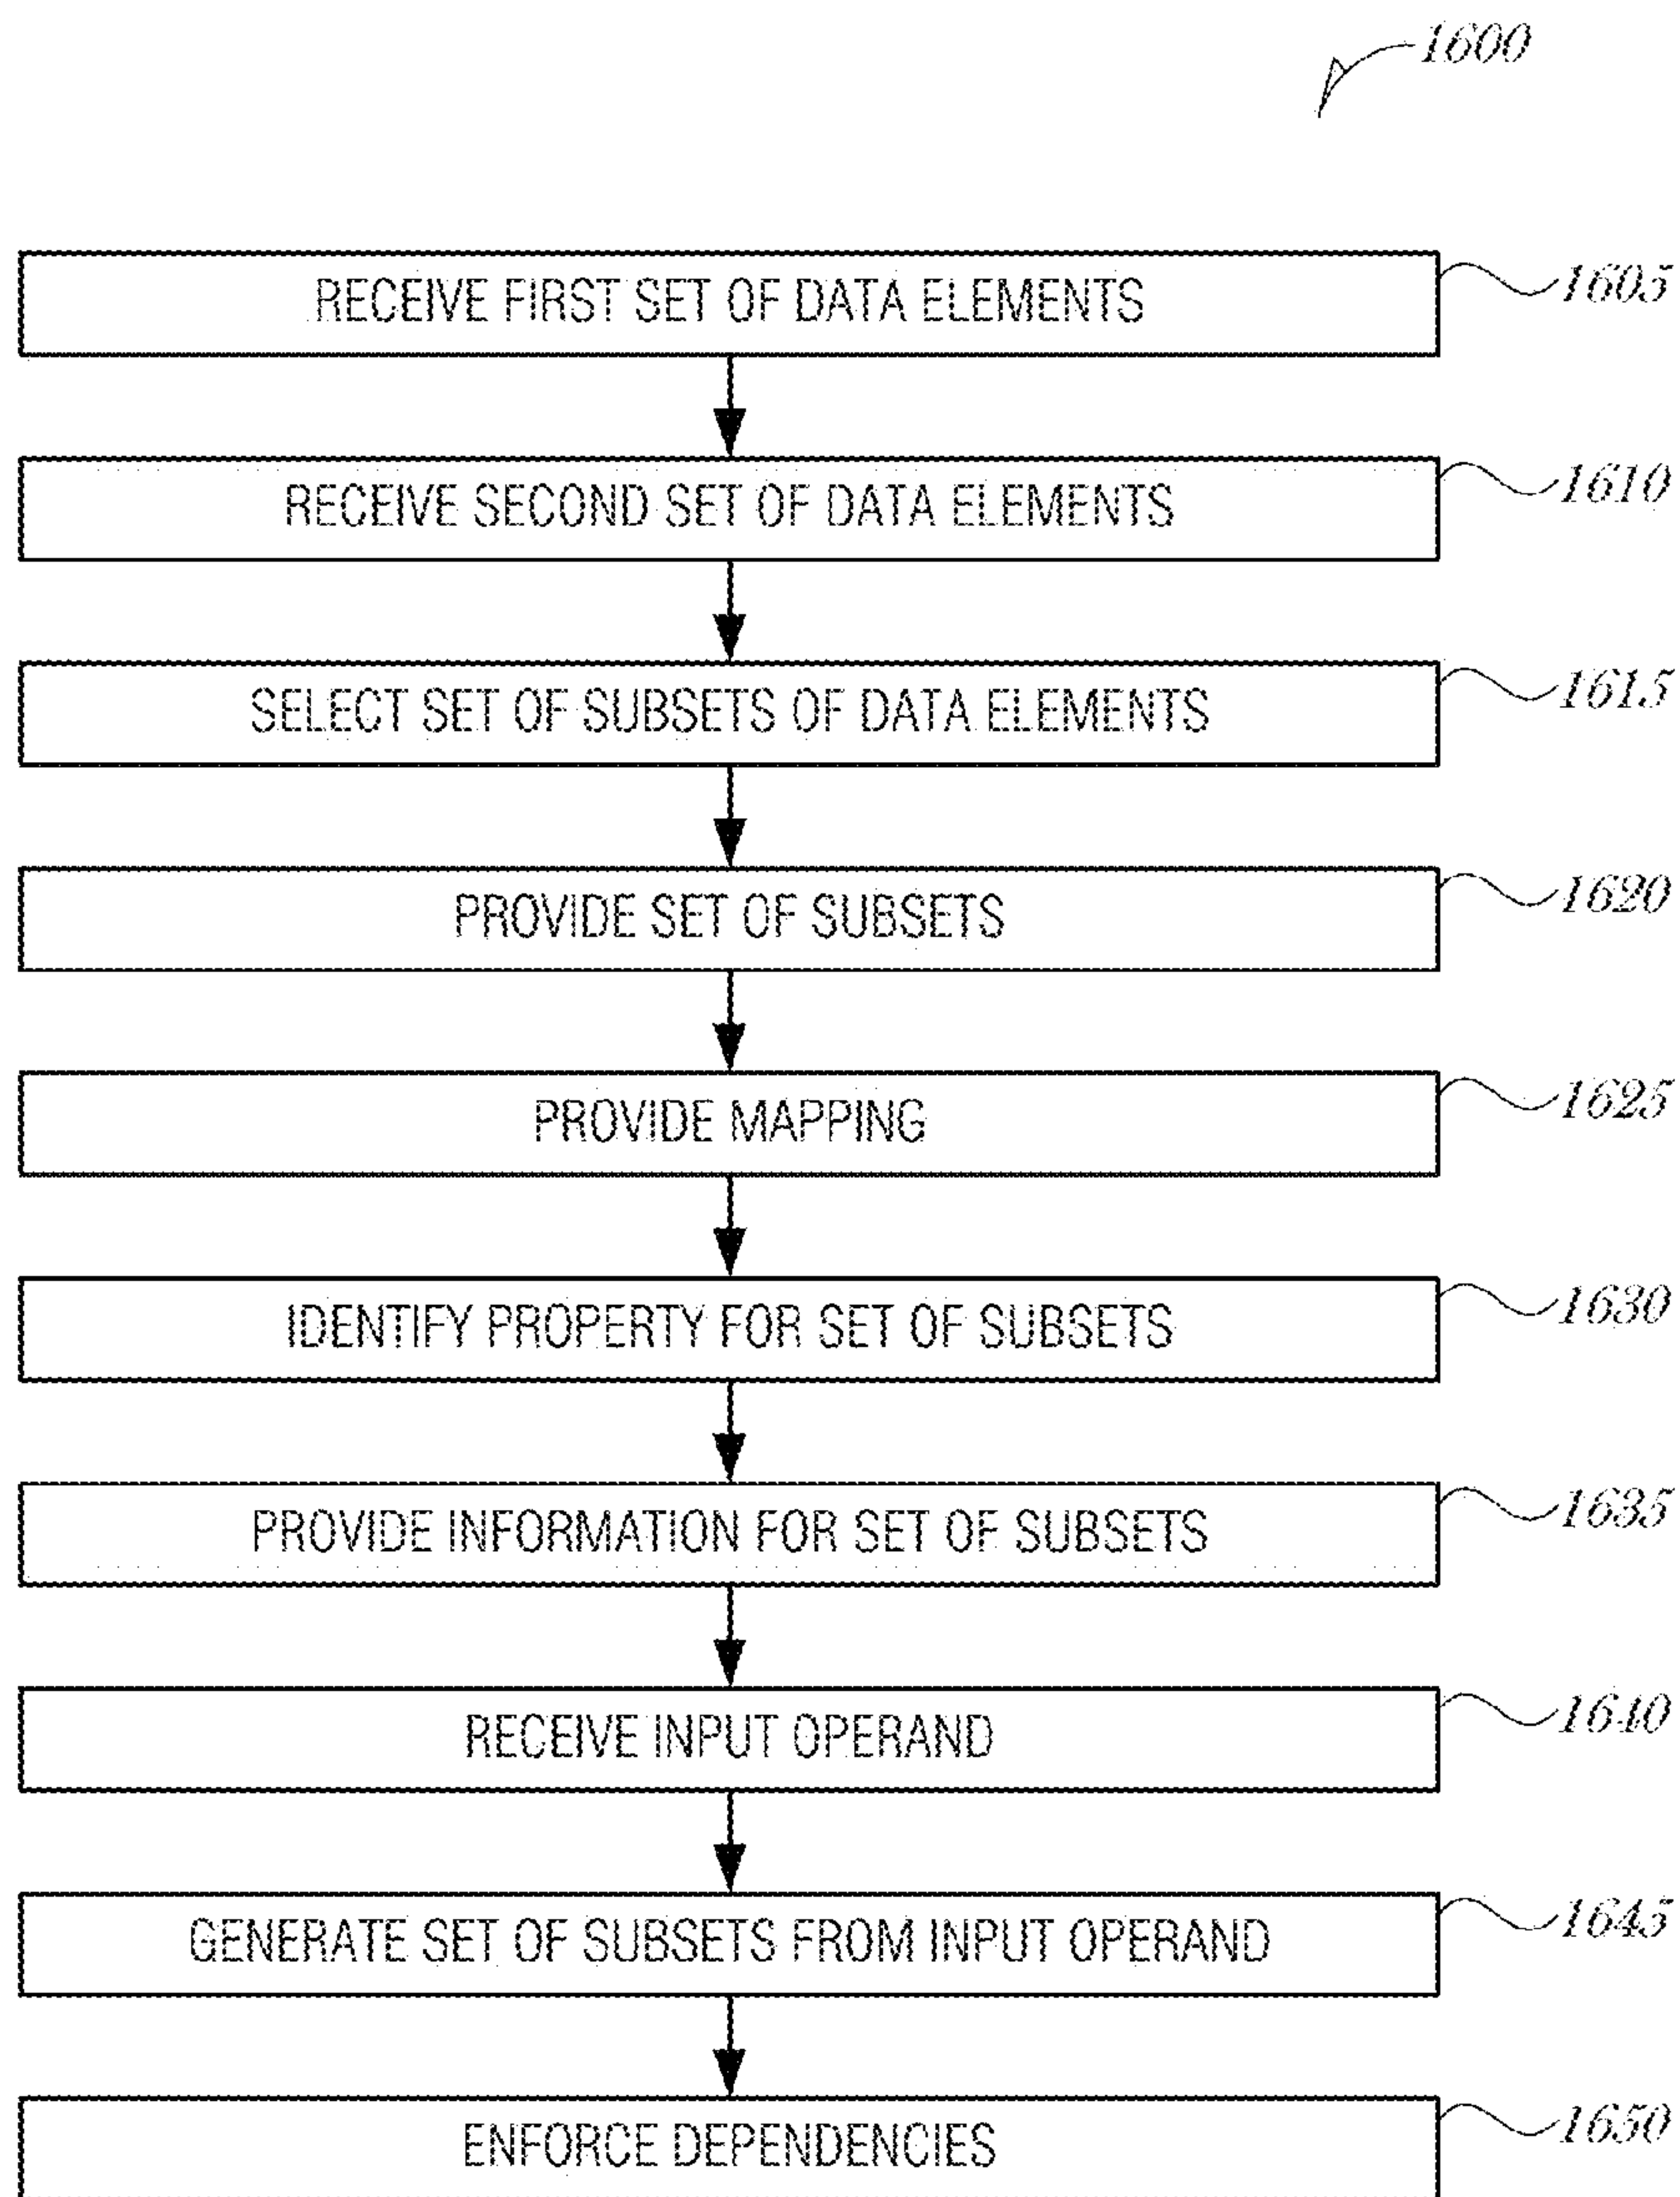 1600
RECEIVE FIRST SET OF DATA ELEMENTS
1605
RECEIVE SECOND SET OF DATA ELEMENTS
1610
SELECT SET OF SUBSETS OF DATA ELEMENTS
1615
PROVIDE SET OF SUBSETS
1620
PROVIDE MAPPING
1625
IDENTIFY PROPERTY FOR SET OF SUBSETS
1630
PROVIDE INFORMATION FOR SET OF SUBSETS
1635
RECEIVE INPUT OPERAND
1640
GENERATE SET OF SUBSETS FROM INPUT OPERAND
1645
ENFORCE DEPENDENCIES
1650